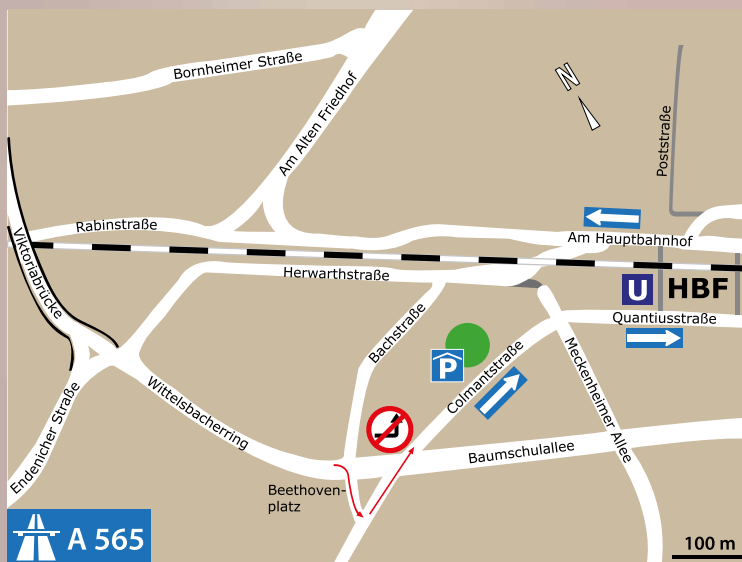 Bornheimer Straße
N
Am Alten Friedhof
Poststraße
Rabinstraße
Am Hauptbahnhof
Viktoriabrücke
Herwarthstraße
U HBF
Quantiusstraße
Bachstraße
P
Colmantstraße
Meckenheimer Allee
Wittelsbacherring
Endenicher Straße
Baumschulallee
Beethoven-
platz
A 565
100 m